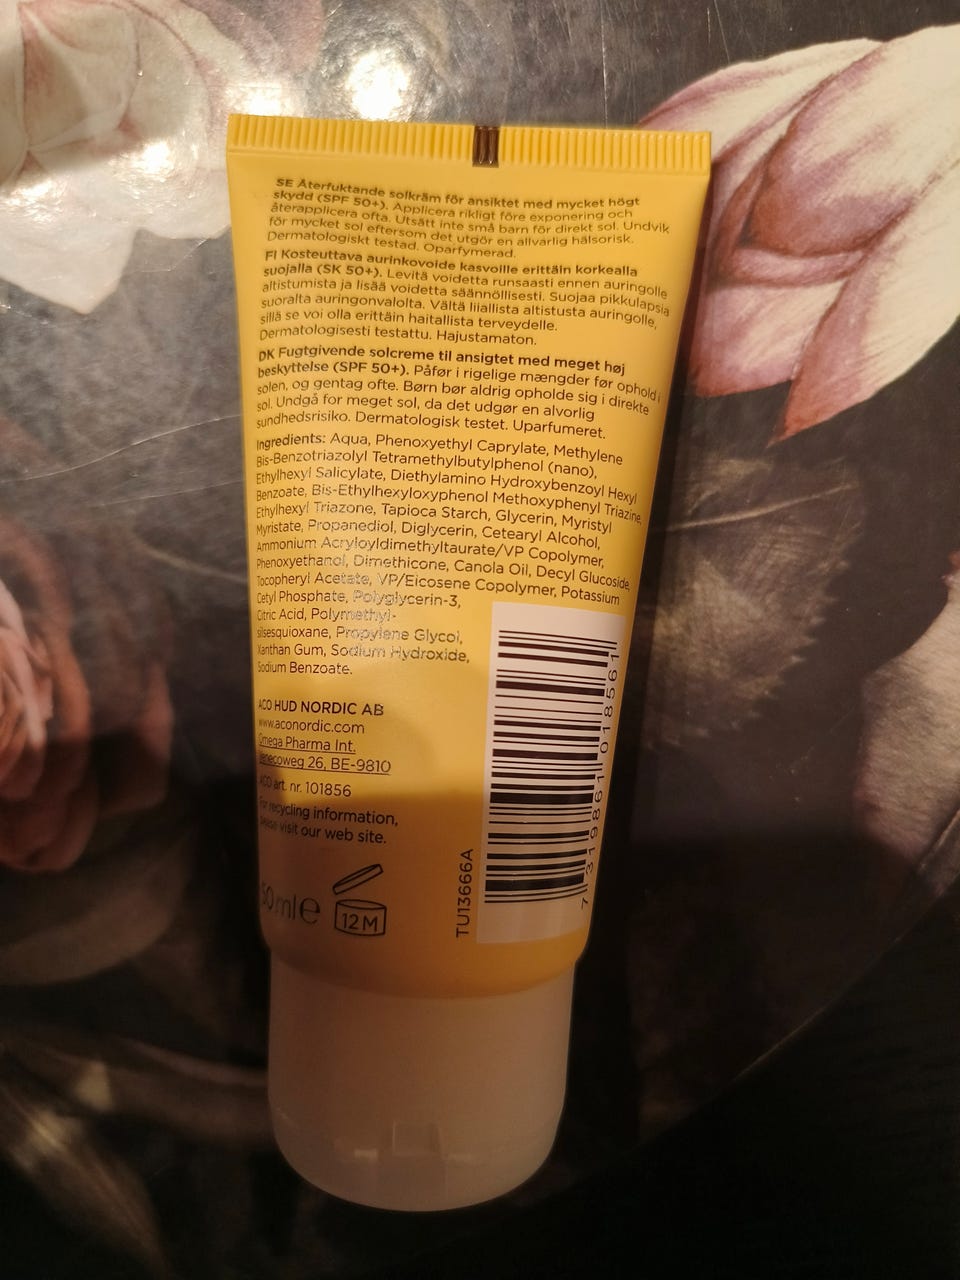 SE Återfuktande solkräm för ansiktet med mycket högt
skydd (SPF 50+). Applicera rikligt före exponering och
återapplicera ofta. Utsätt inte små barn för direkt sol. Undvik
för mycket sol eftersom det utgör en allvarlig hälsorisk.
Dermatologiskt testad. Oparfymerad.
FI Kosteuttava aurinkovoide kasvoille erittäin korkealla
suojalla (SK 50+). Levitä voidetta runsaasti ennen auringolle
altistumista ja lisää voidetta säännöllisesti. Suojaa pikkulapsia
suoralta auringonvalolta. Vältä liiallista altistusta auringolle,
sillä se voi olla erittäin haitallista terveydelle.
Dermatologisesti testattu. Hajustamaton.
DK Fugtgivende solcreme til ansigtet med meget høj
beskyttelse (SPF 50+). Påfør i rigelige mængder før ophold i
solen, og gentag ofte. Børn bør aldrig opholde sig i direkte
sol. Undgå for meget sol, da det udgør en alvorlig
sundhedsrisiko. Dermatologisk testet. Uparfumeret.
Ingredients: Aqua, Phenoxyethyl Caprylate, Methylene
Bis-Benzotriazolyl Tetramethylbutylphenol (nano),
Ethylhexyl Salicylate, Diethylamino Hydroxybenzoyl Hexyl
Benzoate, Bis-Ethylhexyloxyphenol Methoxyphenyl Triazine,
Ethylhexyl Triazone, Tapioca Starch, Glycerin, Myristyl
Myristate, Propanediol, Diglycerin, Cetearyl Alcohol,
Ammonium Acryloyldimethyltaurate/VP Copolymer,
Phenoxyethanol, Dimethicone, Canola Oil, Decyl Glucoside,
Tocopheryl Acetate, VP/Eicosene Copolymer, Potassium
Cetyl Phosphate, Polyglycerin-3,
Citric Acid, Polymethyl-
silsesquioxane, Propylene Glycol,
Xanthan Gum, Sodium Hydroxide,
Sodium Benzoate.
ACO HUD NORDIC AB
www.aconordic.com
Omega Pharma Int.
Venecoweg 26, BE-9810
ACO art. nr. 101856
For recycling information,
please visit our web site.
50 ml e
12 M
TU13666A
7 319861 018561